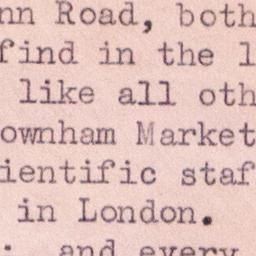 nn Road, both
find in the l
like all oth
ownham Market
ientific staf
in London.
. and every